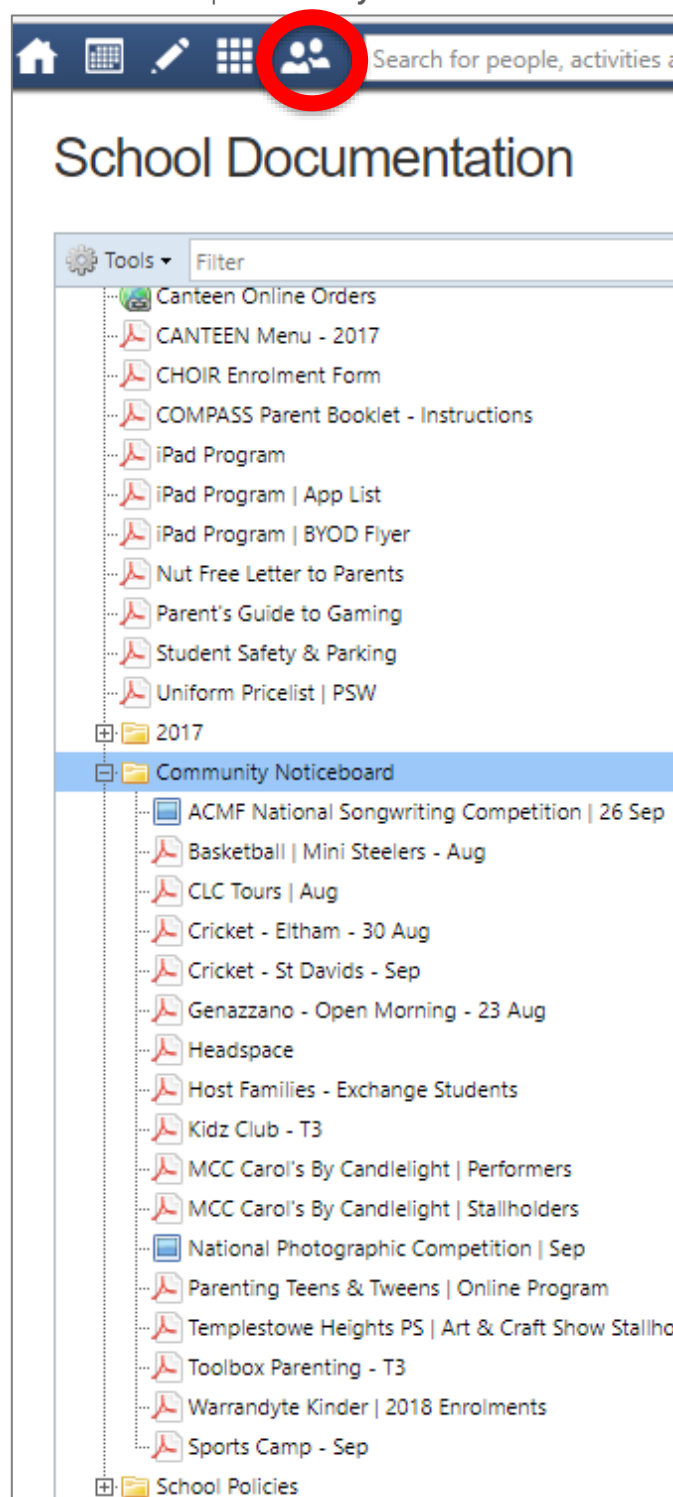 Search for people, activities a
School Documentation
Tools
Filter
Canteen Online Orders
CANTEEN Menu - 2017
CHOIR Enrolment Form
COMPASS Parent Booklet - Instructions
iPad Program
iPad Program | App List
iPad Program | BYOD Flyer
Nut Free Letter to Parents
Parent's Guide to Gaming
Student Safety & Parking
Uniform Pricelist | PSW
2017
Community Noticeboard
ACMF National Songwriting Competition | 26 Sep
Basketball | Mini Steelers - Aug
CLC Tours | Aug
Cricket - Eltham - 30 Aug
Cricket - St Davids - Sep
Genazzano - Open Morning - 23 Aug
Headspace
Host Families - Exchange Students
Kidz Club - T3
MCC Carol's By Candlelight | Performers
MCC Carol's By Candlelight | Stallholders
National Photographic Competition | Sep
Parenting Teens & Tweens | Online Program
Templestowe Heights PS | Art & Craft Show Stallho
Toolbox Parenting - T3
Warrandyte Kinder | 2018 Enrolments
Sports Camp - Sep
School Policies